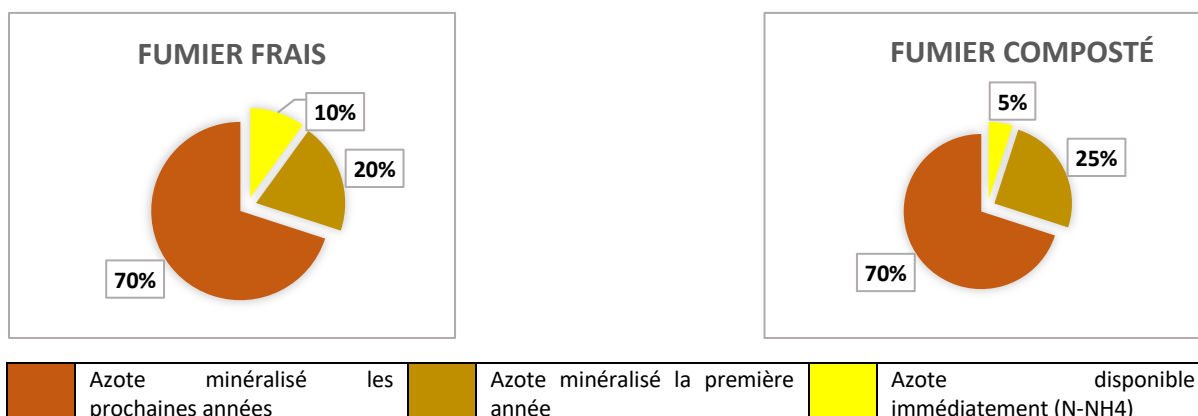 FUMIER FRAIS
10%
20%
70%
FUMIER COMPOSTÉ
5%
25%
70%
Azote minéralisé les
prochaines années
Azote minéralisé la première
année
Azote disponible
immédiatement (N-NH4)